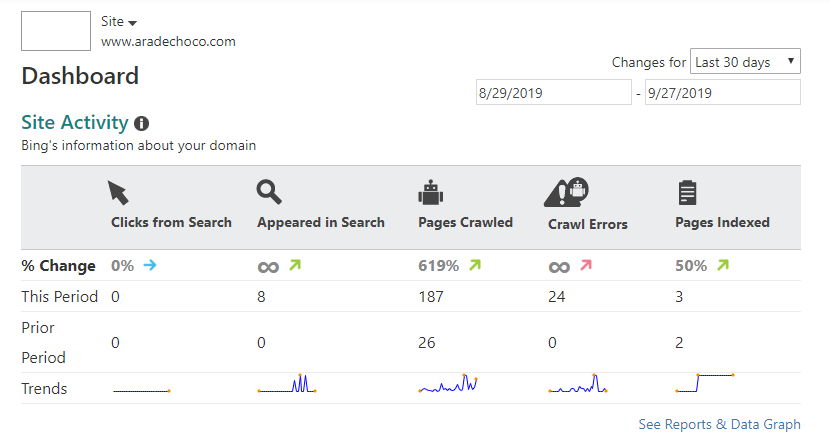 Site
www.aradechoco.com
Changes for Last 30 days
Dashboard
8/29/2019 - 9/27/2019
Site Activity
Bing's information about your domain
Clicks from Search Appeared in Search Pages Crawled Crawl Errors Pages Indexed
% Change 0% ∞ 619% ∞ 50%
This Period 0 8 187 24 3
Prior Period 0 0 26 0 2
Trends
See Reports & Data Graph